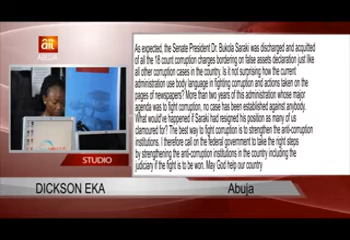 ait
ABUJA
As expected, the Senate President Dr. Bukola Saraki was discharged and acquitted
of all the 18 count corruption charges bordering on false assets declaration just like
all other corruption cases in the country. Is it not surprising how the current
administration use body language in fighting corruption and actions taken on the
pages of newspapers? More than two years of this administration whose major
agenda was to fight corruption, no case has been established against anybody.
What would've happened if Saraki had resigned his position as many of us
clamoured for? The best way to fight corruption is to strengthen the anti-corruption
institutions. I therefore call on the federal government to take the right steps
by strengthening the anti-corruption institutions in the country including the
judiciary if the fight is to be won. May God help our country
STUDIO
DICKSON EKA
Abuja